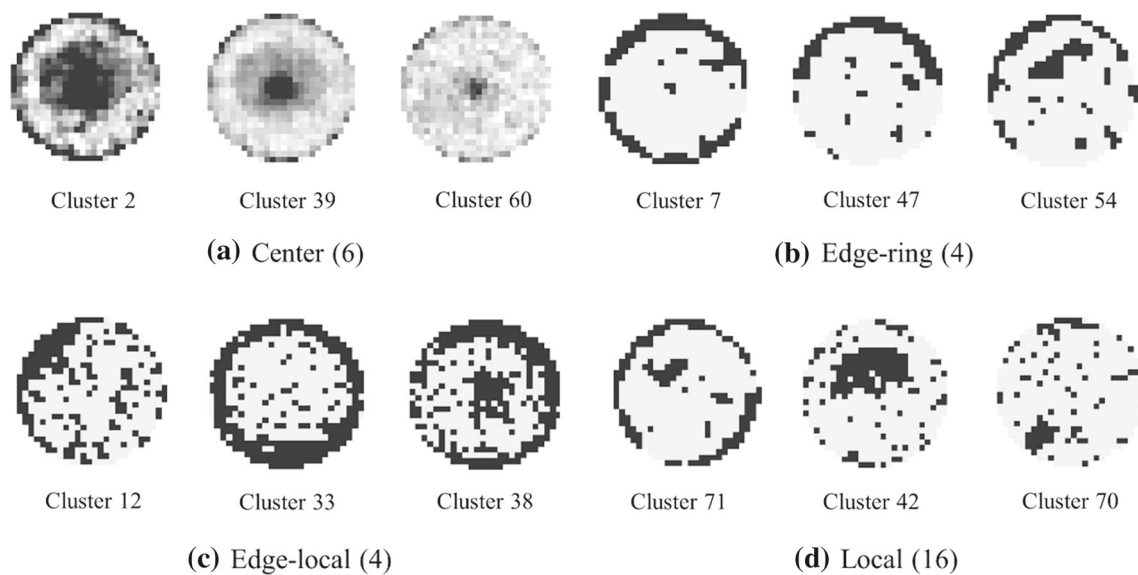 Cluster 2 Cluster 39 Cluster 60
(a) Center (6)
Cluster 7 Cluster 47 Cluster 54
(b) Edge-ring (4)
Cluster 12 Cluster 33 Cluster 38
(c) Edge-local (4)
Cluster 71 Cluster 42 Cluster 70
(d) Local (16)